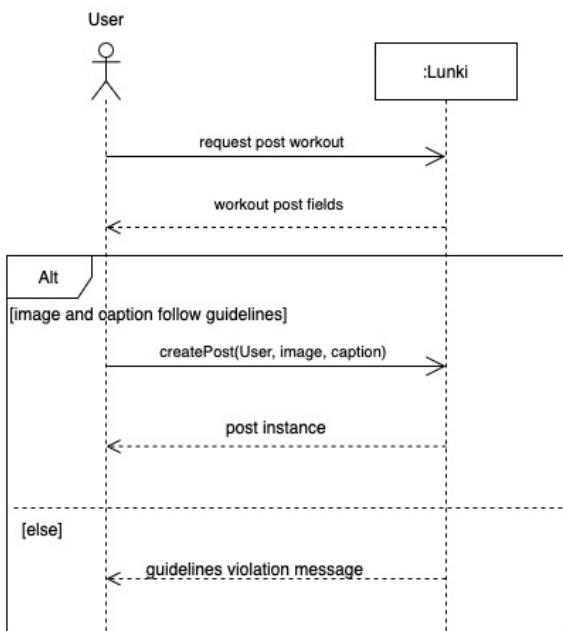 User
:Lunki
request post workout
workout post fields
Alt
[image and caption follow guidelines]
createPost(User, image, caption)
post instance
[else]
guidelines violation message